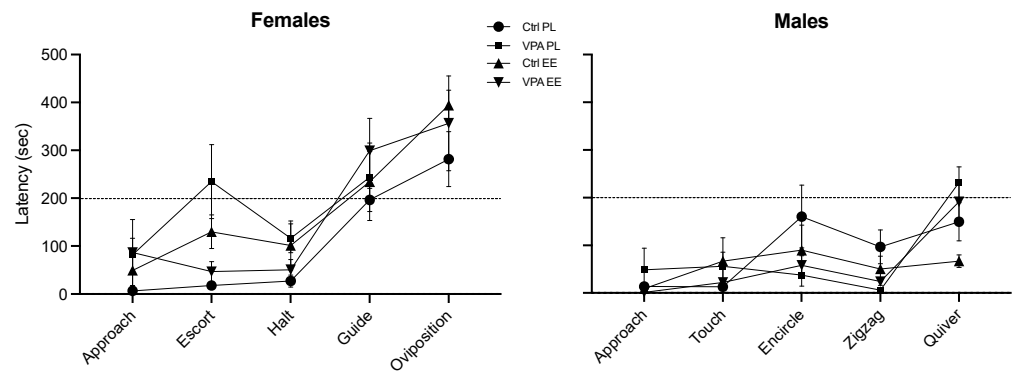 Females
Males
Ctrl PL
VPA PL
Ctrl EE
VPA EE
Latency (sec)
500
400
300
200
100
0
Approach
Escort
Halt
Guide
Oviposition
Approach
Touch
Encircle
Zigzag
Quiver